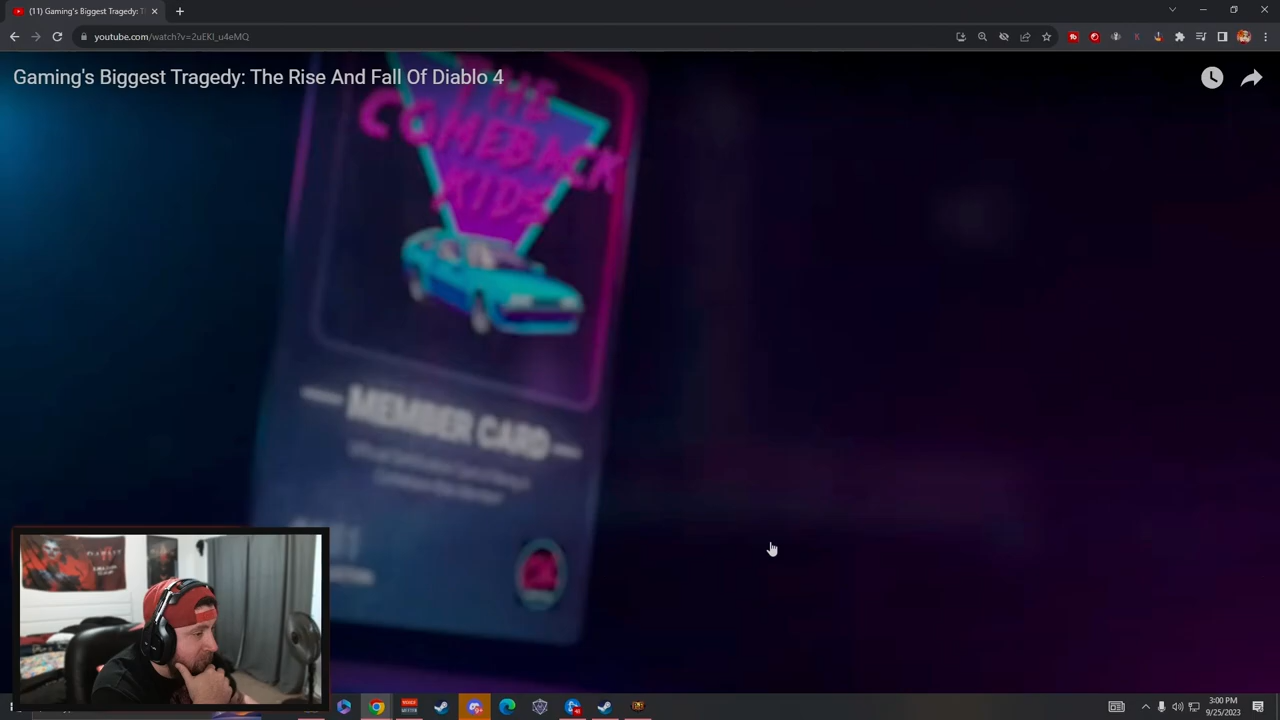 (11) Gaming's Biggest Tragedy: T
youtube.com/watch?v=2uEKI_u4eMQ
Gaming's Biggest Tragedy: The Rise And Fall Of Diablo 4
THE
COMEBACK
KIDS
MEMBER CARD
3:00 PM
9/25/2023